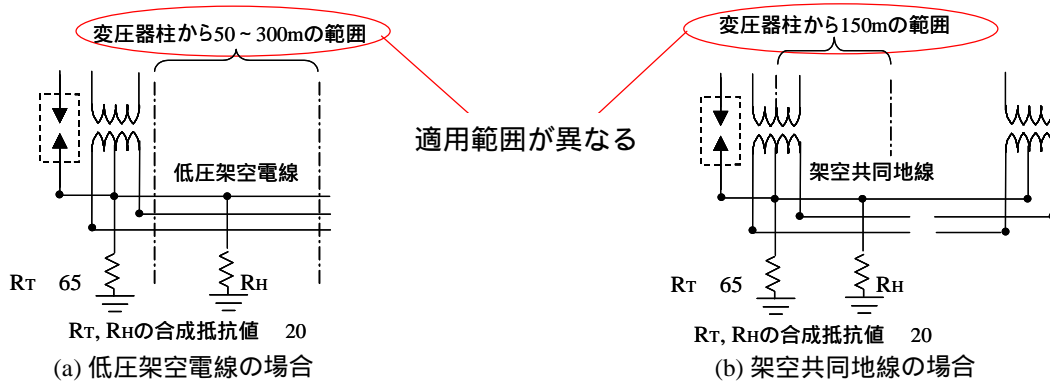 変圧器柱から50~300mの範囲
変圧器柱から150mの範囲
適用範囲が異なる
低圧架空電線
架空共同地線
RT 65
RH
RT 65
RH
RT, RHの合成抵抗値 20
RT, RHの合成抵抗値 20
(a) 低圧架空電線の場合
(b) 架空共同地線の場合